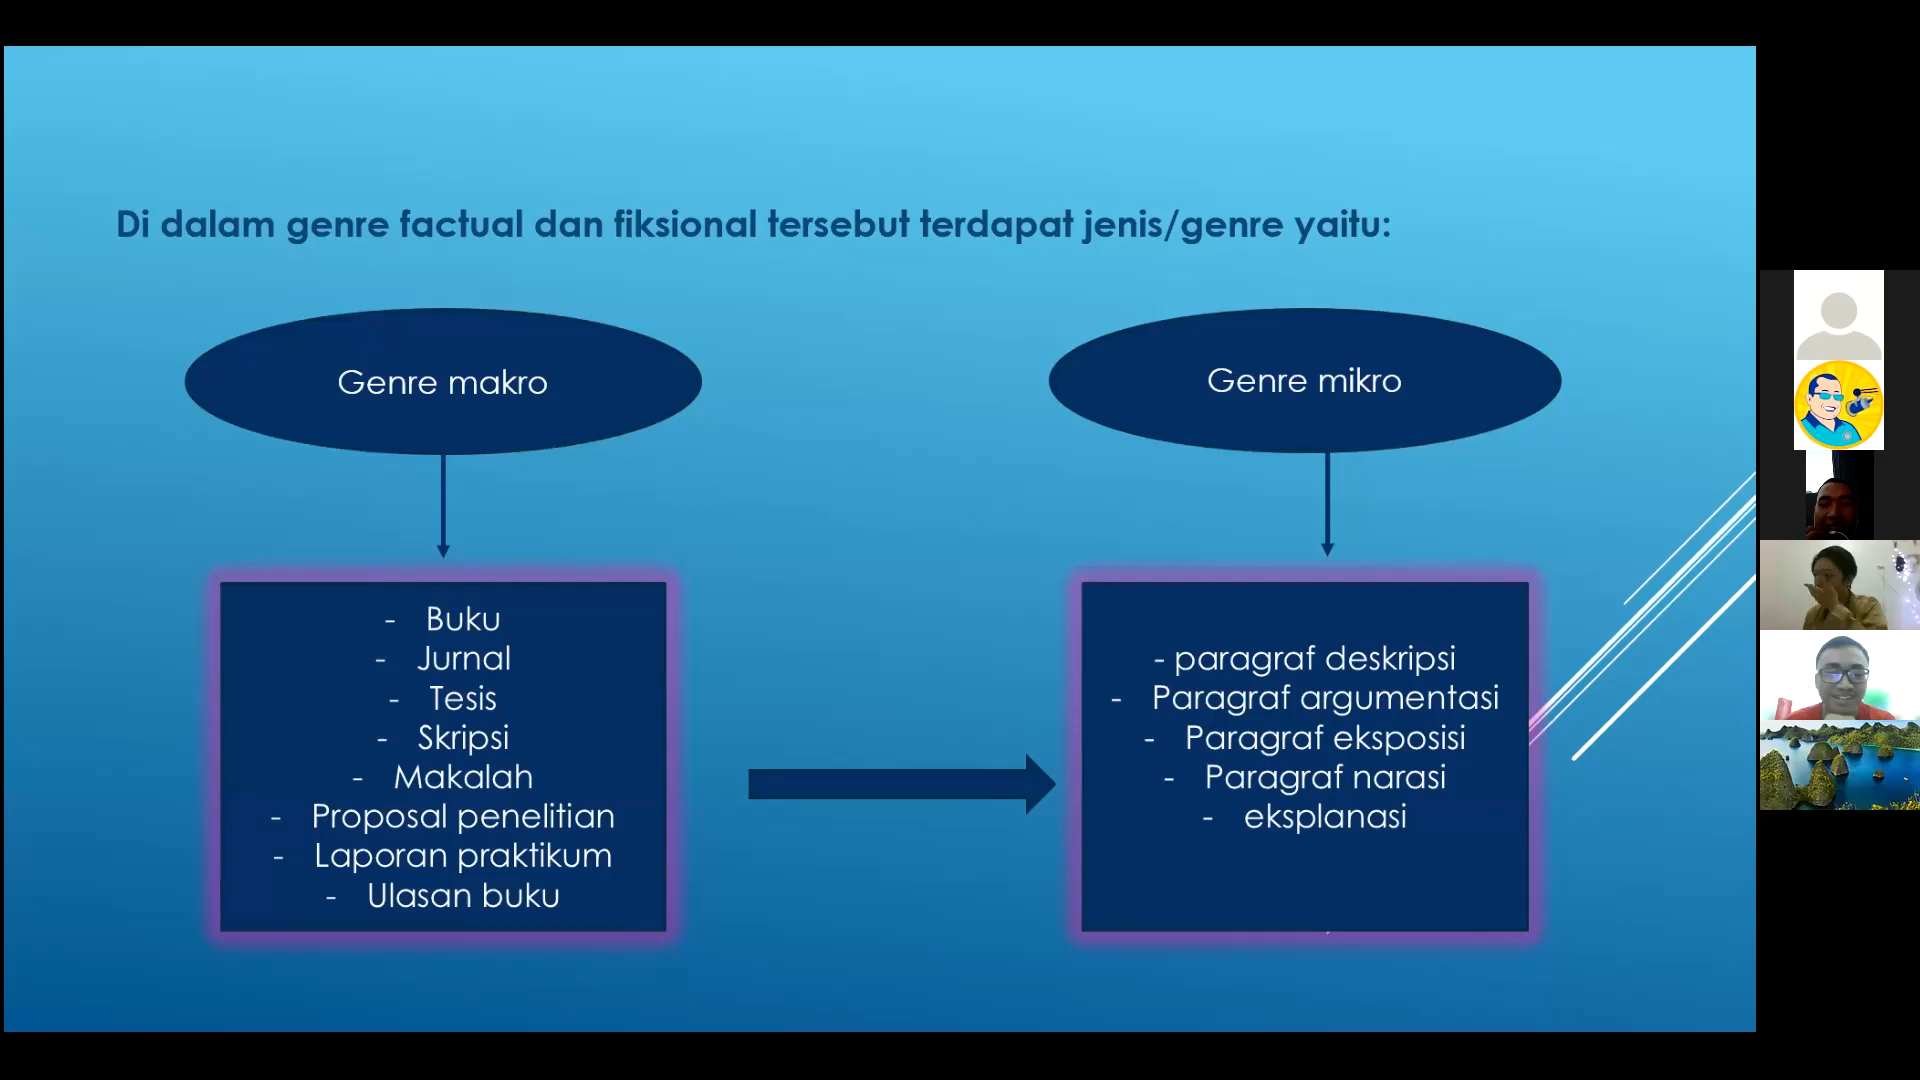 Di dalam genre factual dan fiksional tersebut terdapat jenis/genre yaitu:
Genre makro
- Buku
- Jurnal
- Tesis
- Skripsi
- Makalah
- Proposal penelitian
- Laporan praktikum
- Ulasan buku
Genre mikro
- paragraf deskripsi
- Paragraf argumentasi
- Paragraf eksposisi
- Paragraf narasi
- eksplanasi